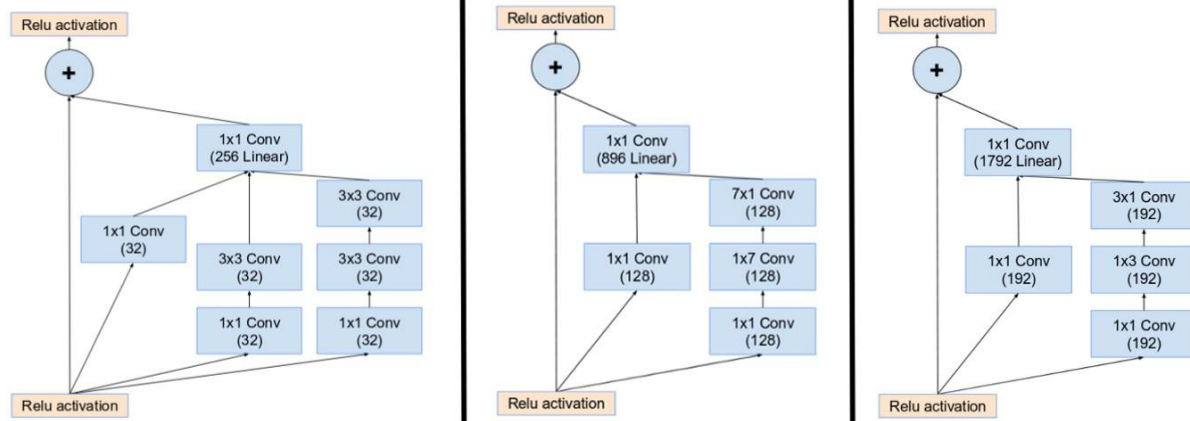 Relu activation
+
1x1 Conv
(256 Linear)
3x3 Conv
(32)
1x1 Conv
(32)
3x3 Conv
(32)
3x3 Conv
(32)
1x1 Conv
(32)
1x1 Conv
(32)
Relu activation
Relu activation
+
1x1 Conv
(896 Linear)
7x1 Conv
(128)
1x1 Conv
(128)
1x7 Conv
(128)
1x1 Conv
(128)
Relu activation
Relu activation
+
1x1 Conv
(1792 Linear)
3x1 Conv
(192)
1x1 Conv
(192)
1x3 Conv
(192)
1x1 Conv
(192)
Relu activation